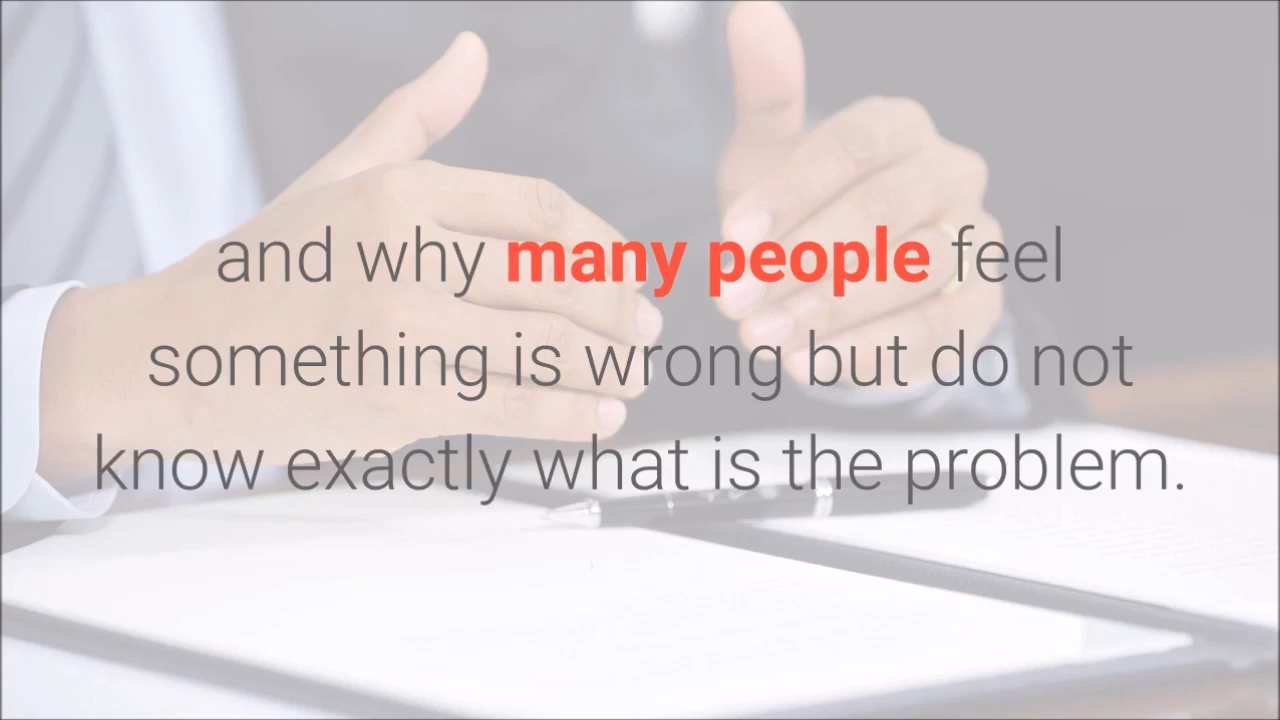 and why many people feel
something is wrong but do not
know exactly what is the problem.